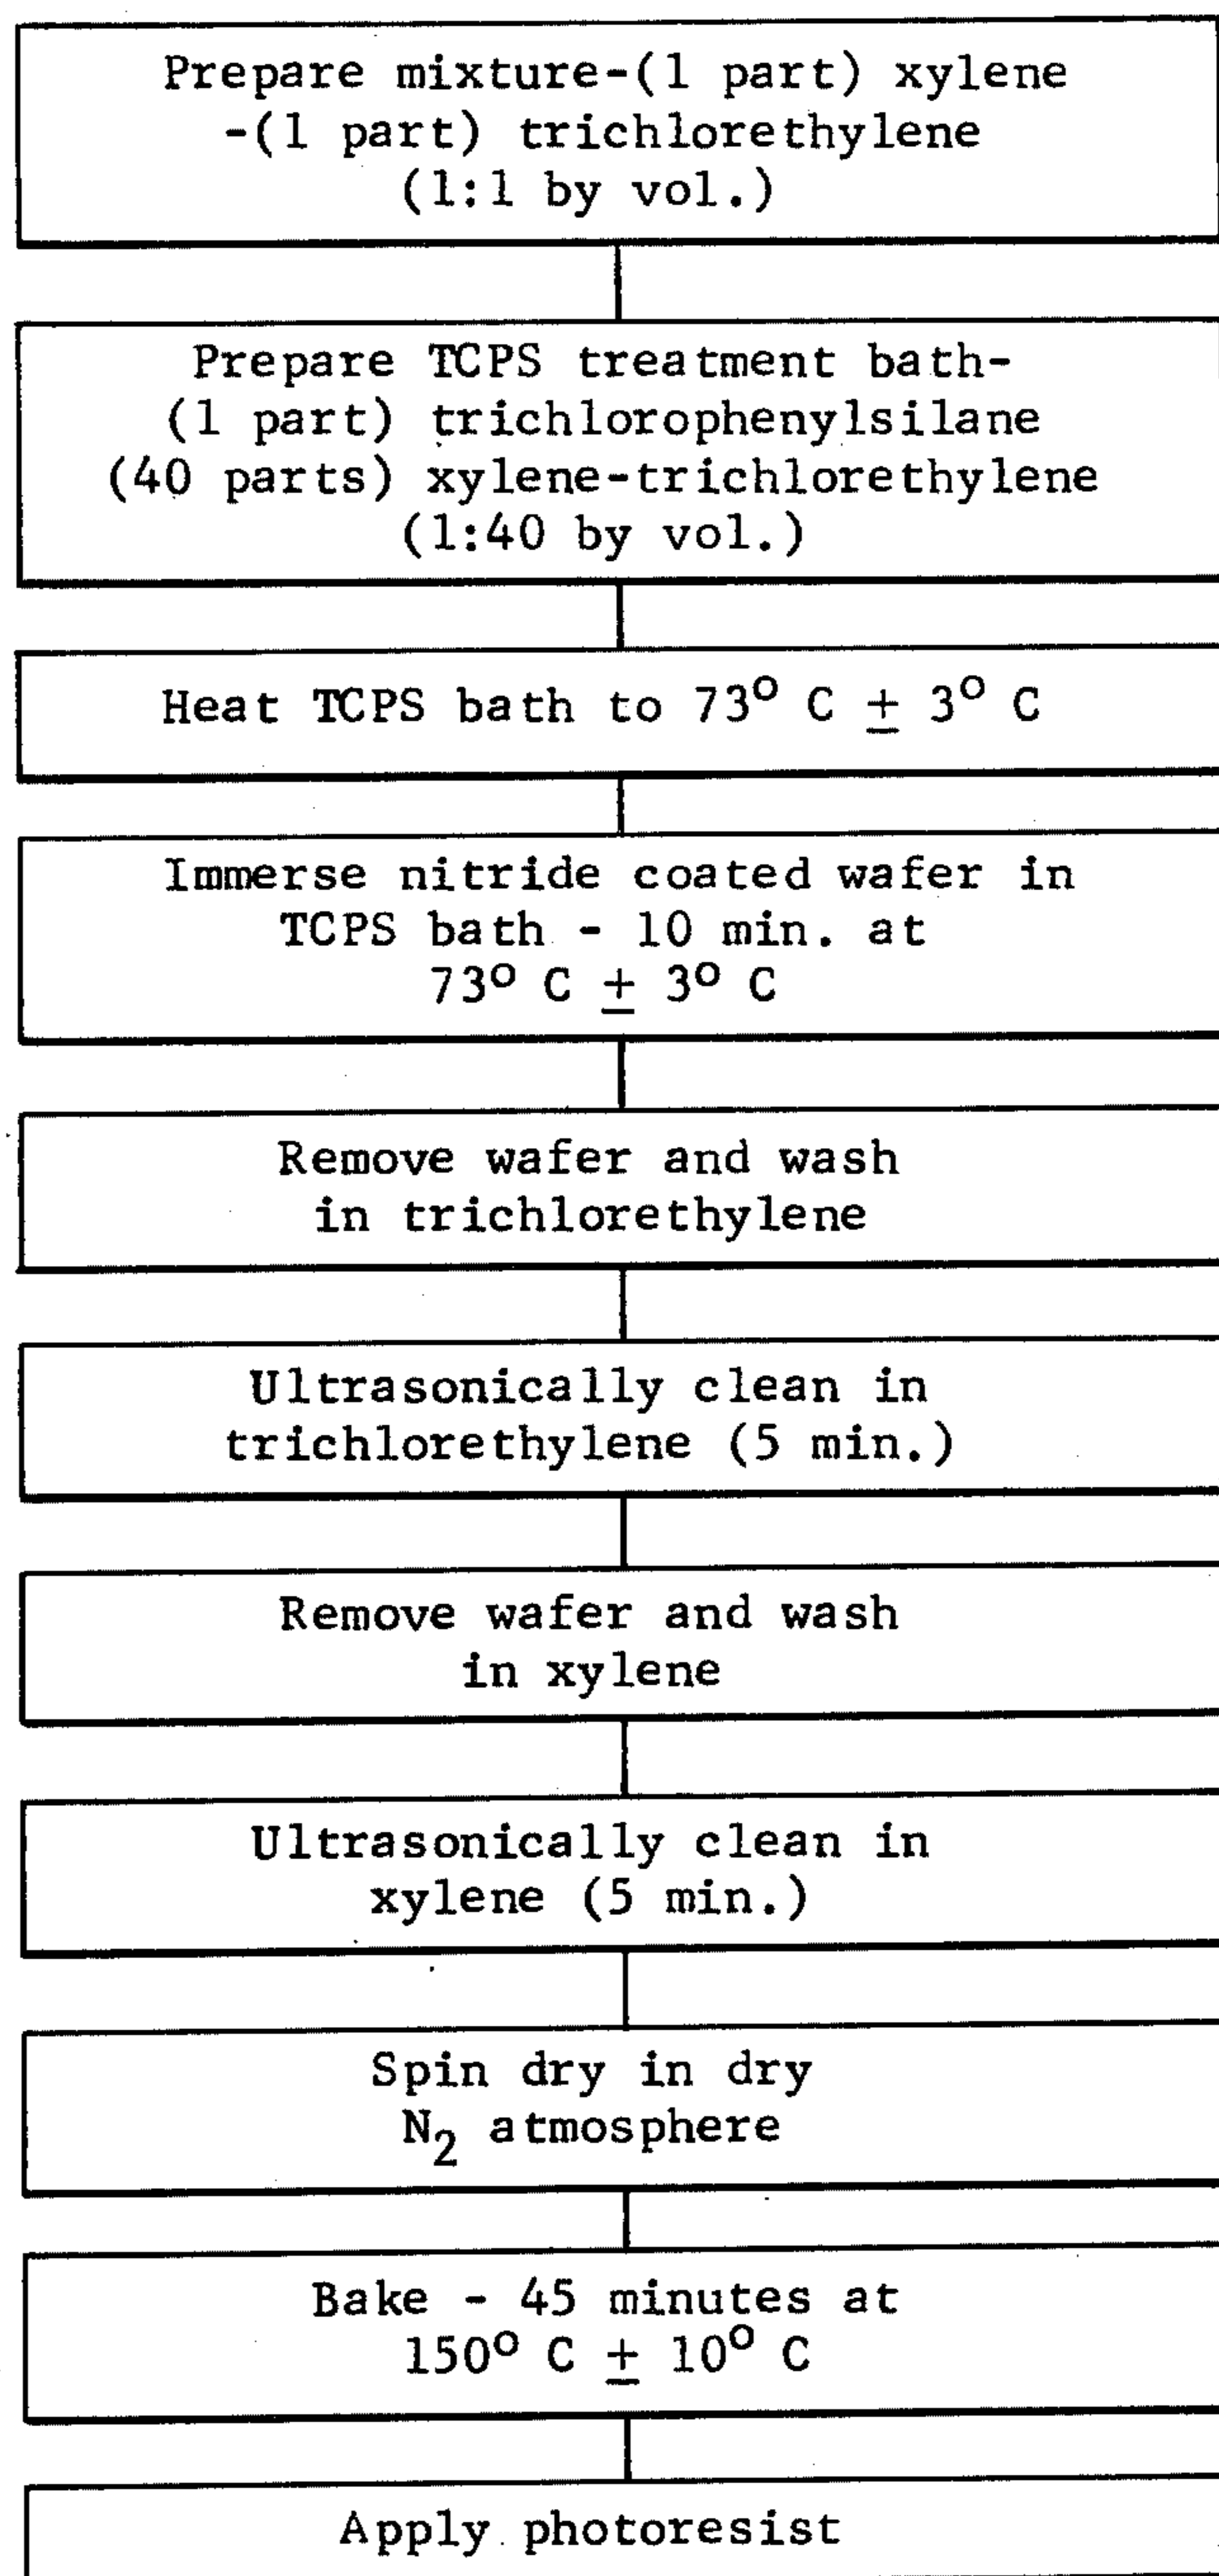 Prepare mixture-(1 part) xylene
-(1 part) trichlorethylene
(1:1 by vol.)
Prepare TCPS treatment bath-
(1 part) trichlorophenylsilane
(40 parts) xylene-trichlorethylene
(1:40 by vol.)
Heat TCPS bath to 73° C ± 3° C
Immerse nitride coated wafer in
TCPS bath - 10 min. at
73° C ± 3° C
Remove wafer and wash
in trichlorethylene
Ultrasonically clean in
trichlorethylene (5 min.)
Remove wafer and wash
in xylene
Ultrasonically clean in
xylene (5 min.)
Spin dry in dry
N₂ atmosphere
Bake - 45 minutes at
150° C ± 10° C
Apply photoresist